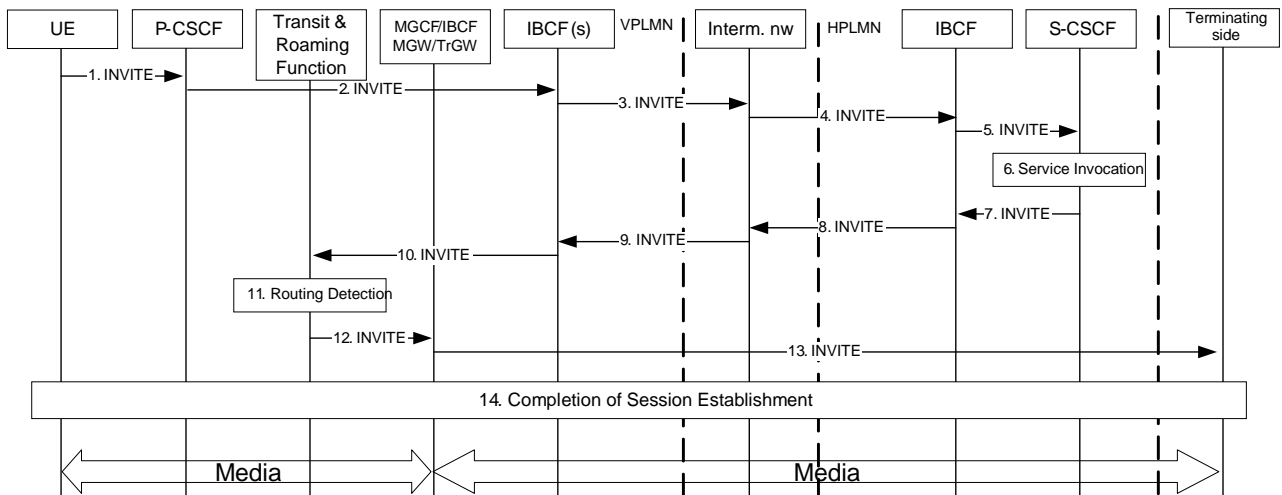 UE
P-CSCF
Transit &
Roaming
Function
MGCF/IBCF
MGW/TrGW
IBCF(s)
VPLMN
Interm. nw
HPLMN
IBCF
S-CSCF
Terminating
side
1. INVITE
2. INVITE
3. INVITE
4. INVITE
5. INVITE
6. Service Invocation
7. INVITE
8. INVITE
9. INVITE
10. INVITE
11. Routing Detection
12. INVITE
13. INVITE
14. Completion of Session Establishment
Media
Media